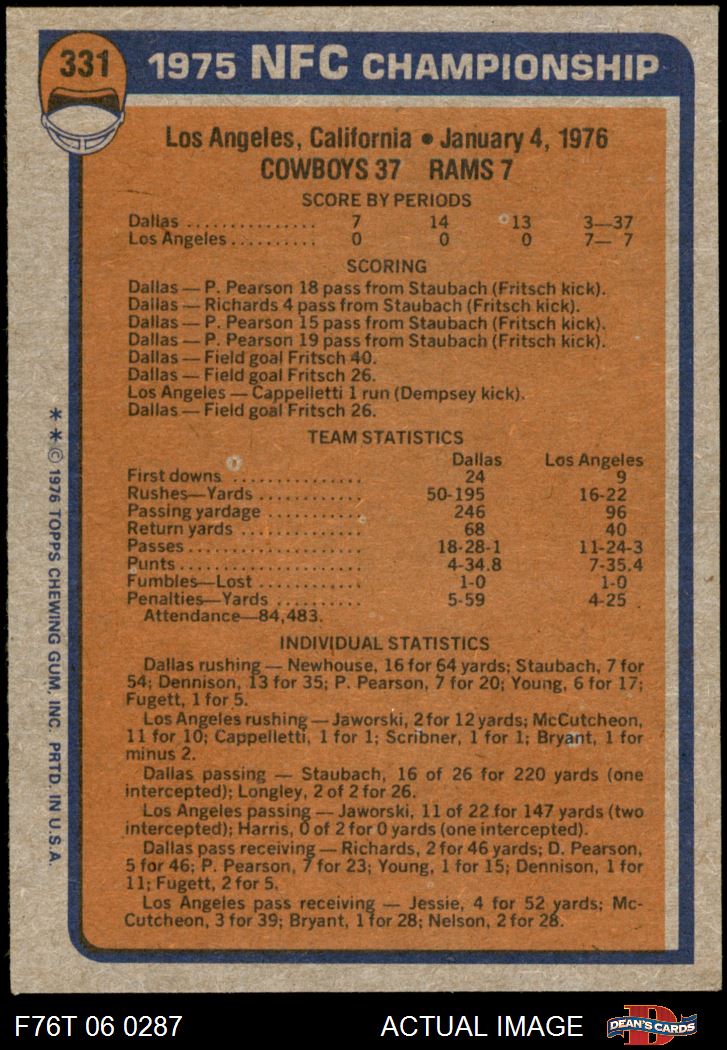 331
1975 NFC CHAMPIONSHIP
Los Angeles, California • January 4, 1976
COWBOYS 37 RAMS 7
SCORE BY PERIODS
Dallas ............... 7 14 13 3—37
Los Angeles .......... 0 0 0 7— 7
SCORING
Dallas — P. Pearson 18 pass from Staubach (Fritsch kick).
Dallas — Richards 4 pass from Staubach (Fritsch kick).
Dallas — P. Pearson 15 pass from Staubach (Fritsch kick).
Dallas — P. Pearson 19 pass from Staubach (Fritsch kick).
Dallas — Field goal Fritsch 40.
Dallas — Field goal Fritsch 26.
Los Angeles — Cappelletti 1 run (Dempsey kick).
Dallas — Field goal Fritsch 26.
TEAM STATISTICS
Dallas Los Angeles
First downs ............... 24 9
Rushes—Yards ............ 50-195 16-22
Passing yardage ............ 246 96
Return yards .............. 68 40
Passes .................... 18-28-1 11-24-3
Punts ..................... 4-34.8 7-35.4
Fumbles—Lost ............ 1-0 1-0
Penalties—Yards .......... 5-59 4-25
Attendance—84,483.
INDIVIDUAL STATISTICS
Dallas rushing — Newhouse, 16 for 64 yards; Staubach, 7 for
54; Dennison, 13 for 35; P. Pearson, 7 for 20; Young, 6 for 17;
Fugett, 1 for 5.
Los Angeles rushing — Jaworski, 2 for 12 yards; McCutcheon,
11 for 10; Cappelletti, 1 for 1; Scribner, 1 for 1; Bryant, 1 for
minus 2.
Dallas passing — Staubach, 16 of 26 for 220 yards (one
intercepted); Longley, 2 of 2 for 26.
Los Angeles passing — Jaworski, 11 of 22 for 147 yards (two
intercepted); Harris, 0 of 2 for 0 yards (one intercepted).
Dallas pass receiving — Richards, 2 for 46 yards; D. Pearson,
5 for 46; P. Pearson, 7 for 23; Young, 1 for 15; Dennison, 1 for
11; Fugett, 2 for 5.
Los Angeles pass receiving — Jessie, 4 for 52 yards; Mc-
Cutcheon, 3 for 39; Bryant, 1 for 28; Nelson, 2 for 28.
* * © 1976 TOPPS CHEWING GUM, INC. PRTD. IN U.S.A.
F76T 06 0287
ACTUAL IMAGE
D
DEAN'S CARDS